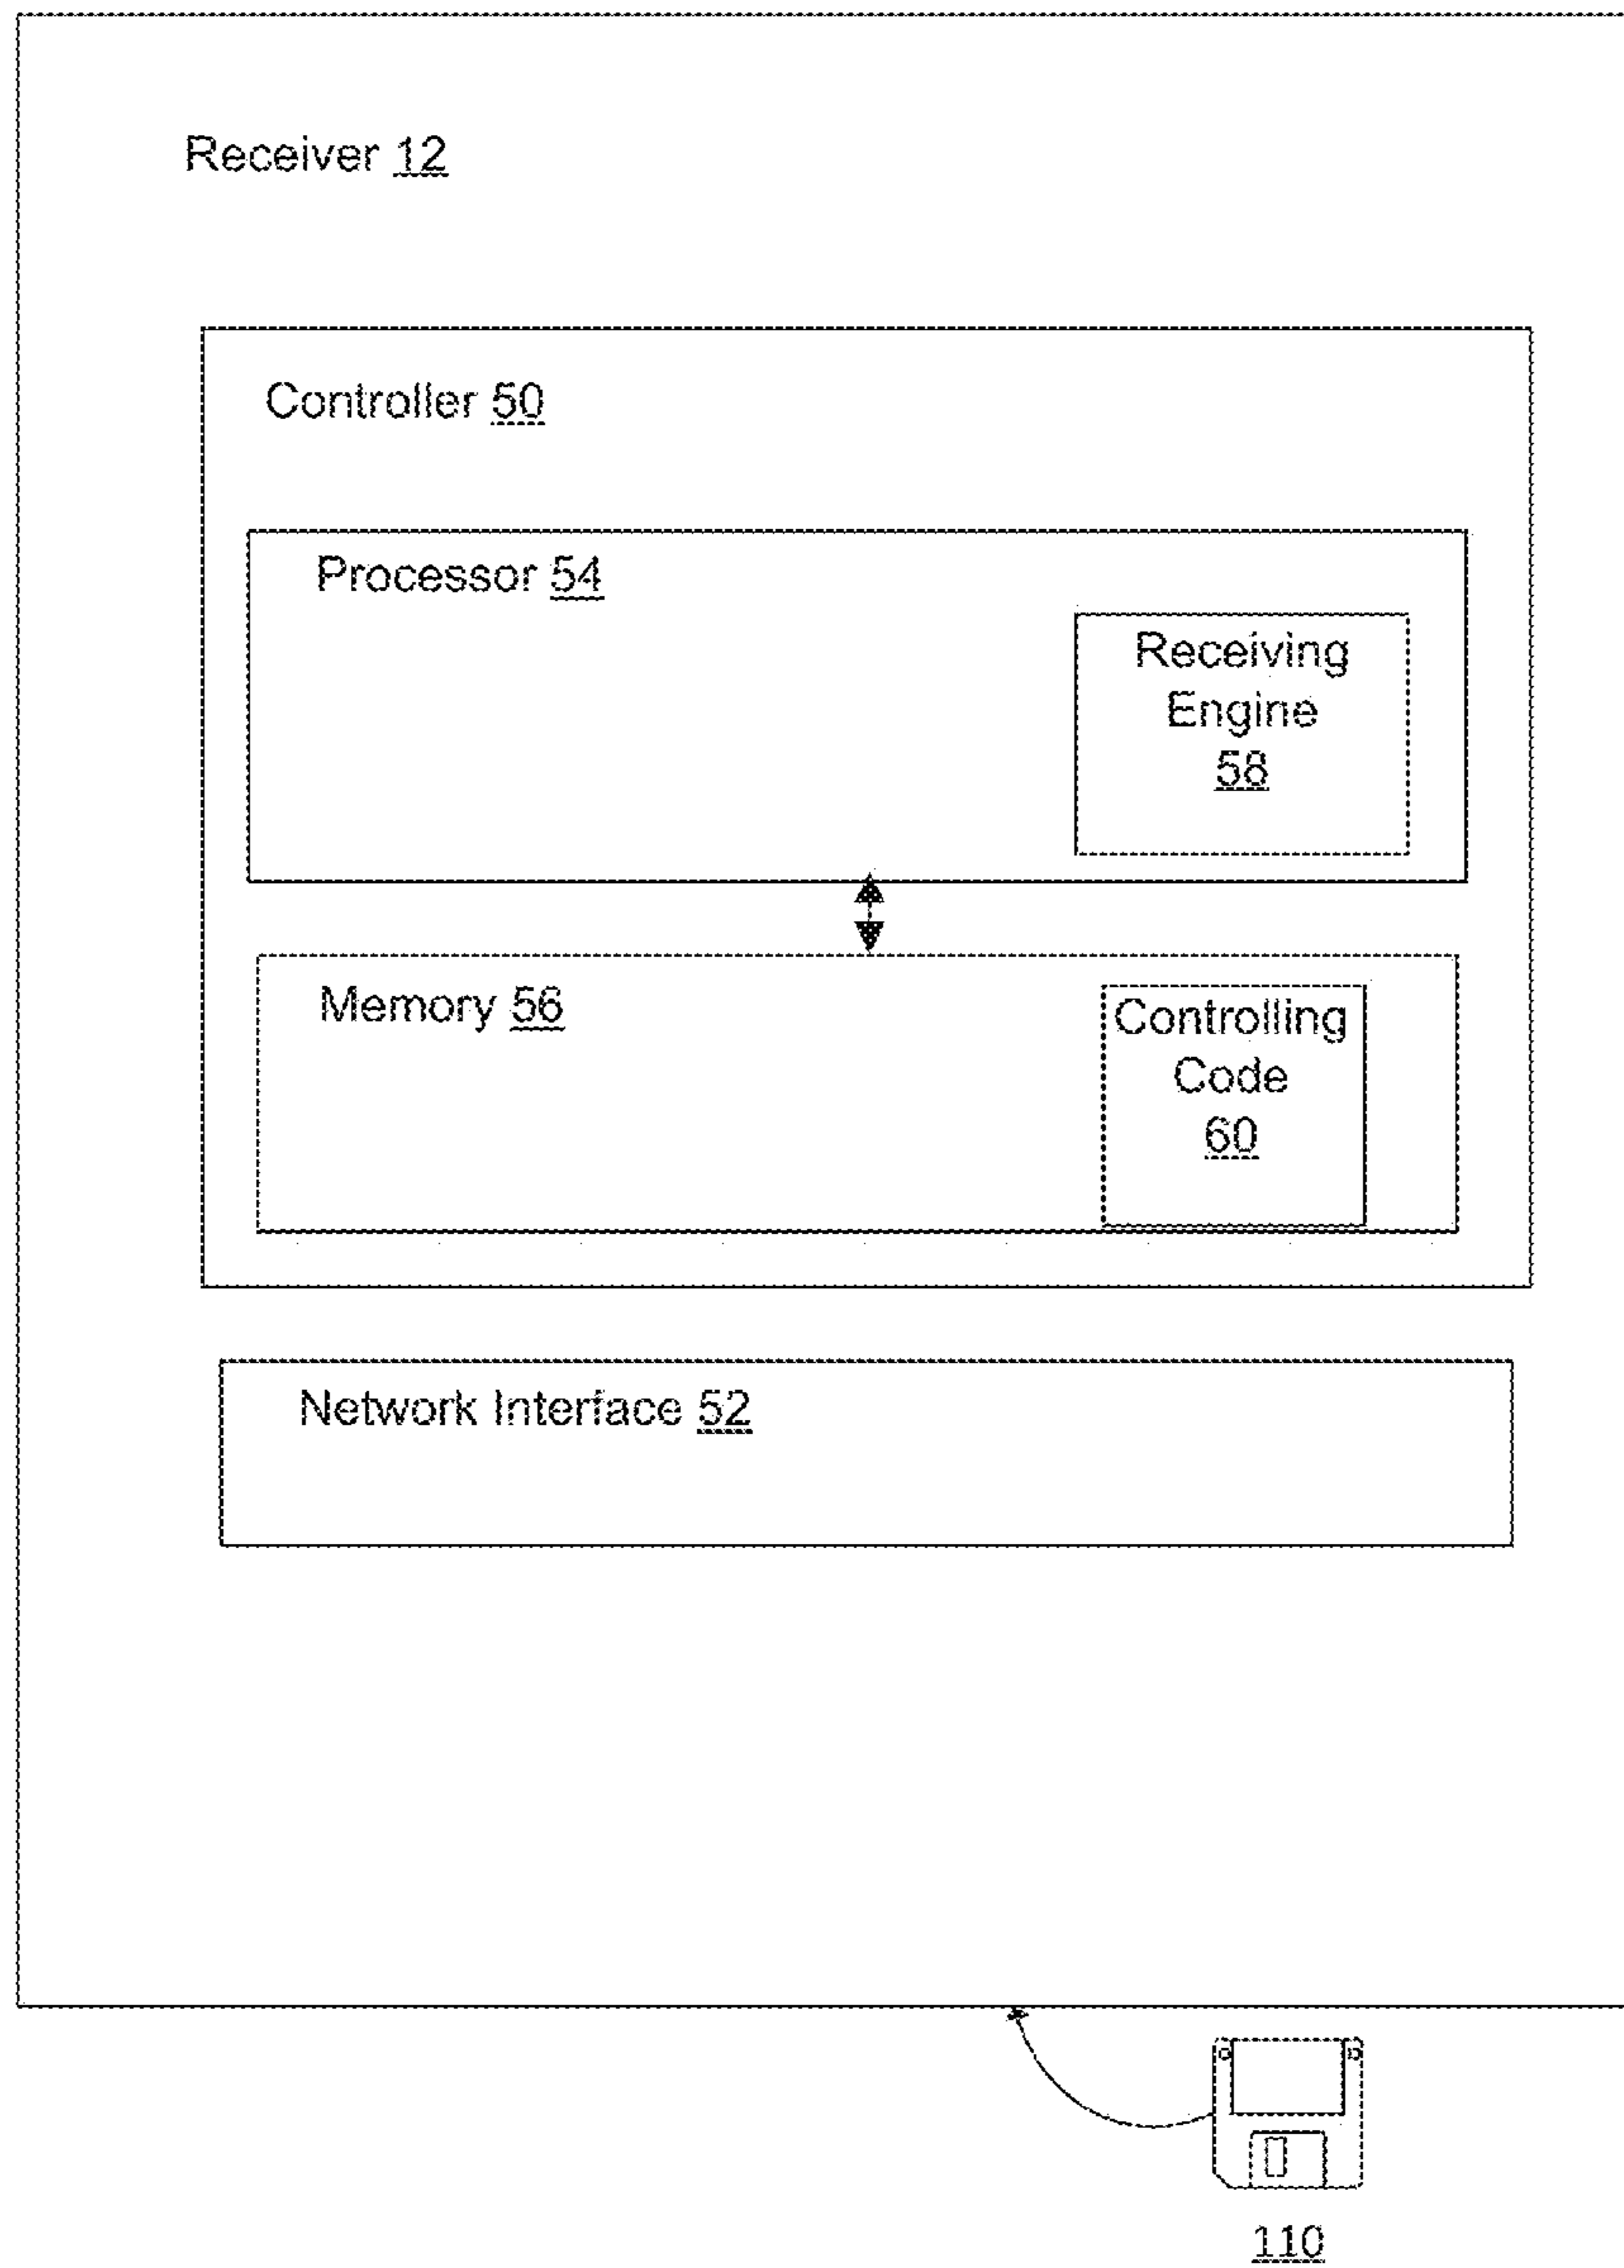 Receiver 12
Controller 50
Processor 54
Receiving
Engine
58
Memory 56
Controlling
Code
60
Network Interface 52
110